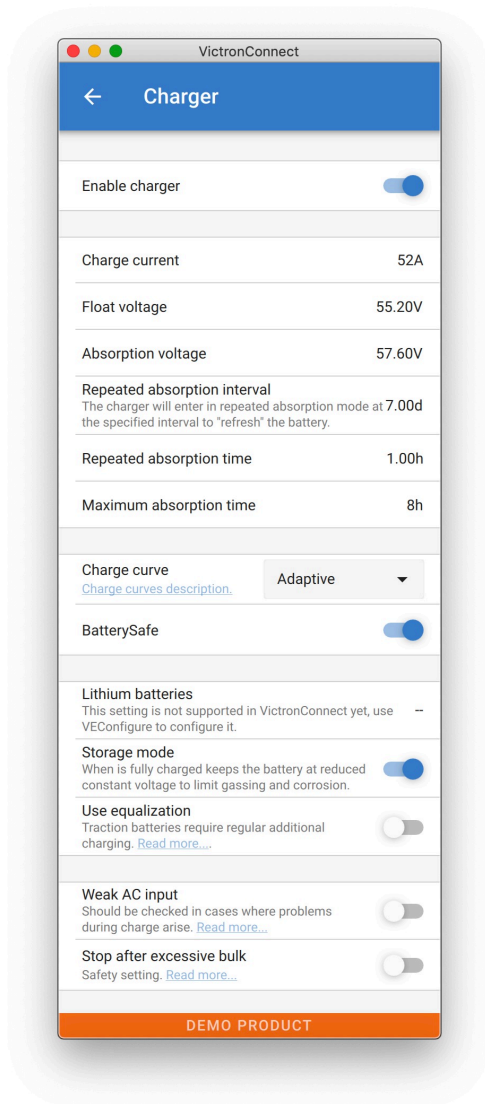 VictronConnect
Charger
Enable charger
Charge current 52A
Float voltage 55.20V
Absorption voltage 57.60V
Repeated absorption interval
The charger will enter in repeated absorption mode at 7.00d
the specified interval to "refresh" the battery.
Repeated absorption time 1.00h
Maximum absorption time 8h
Charge curve
Charge curves description.
Adaptive
BatterySafe
Lithium batteries
This setting is not supported in VictronConnect yet, use --
VEConfigure to configure it.
Storage mode
When is fully charged keeps the battery at reduced
constant voltage to limit gassing and corrosion.
Use equalization
Traction batteries require regular additional
charging. Read more....
Weak AC input
Should be checked in cases where problems
during charge arise. Read more...
Stop after excessive bulk
Safety setting. Read more...
DEMO PRODUCT